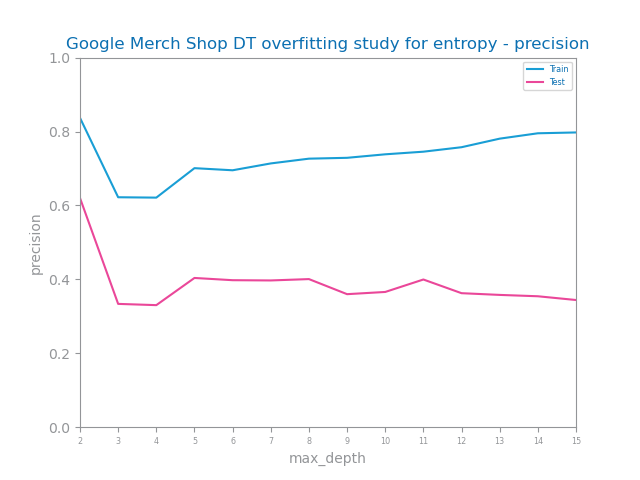 Google Merch Shop DT overfitting study for entropy - precision
Train
Test
precision
1.0
0.8
0.6
0.4
0.2
0.0
2 3 4 5 6 7 8 9 10 11 12 13 14 15
max_depth